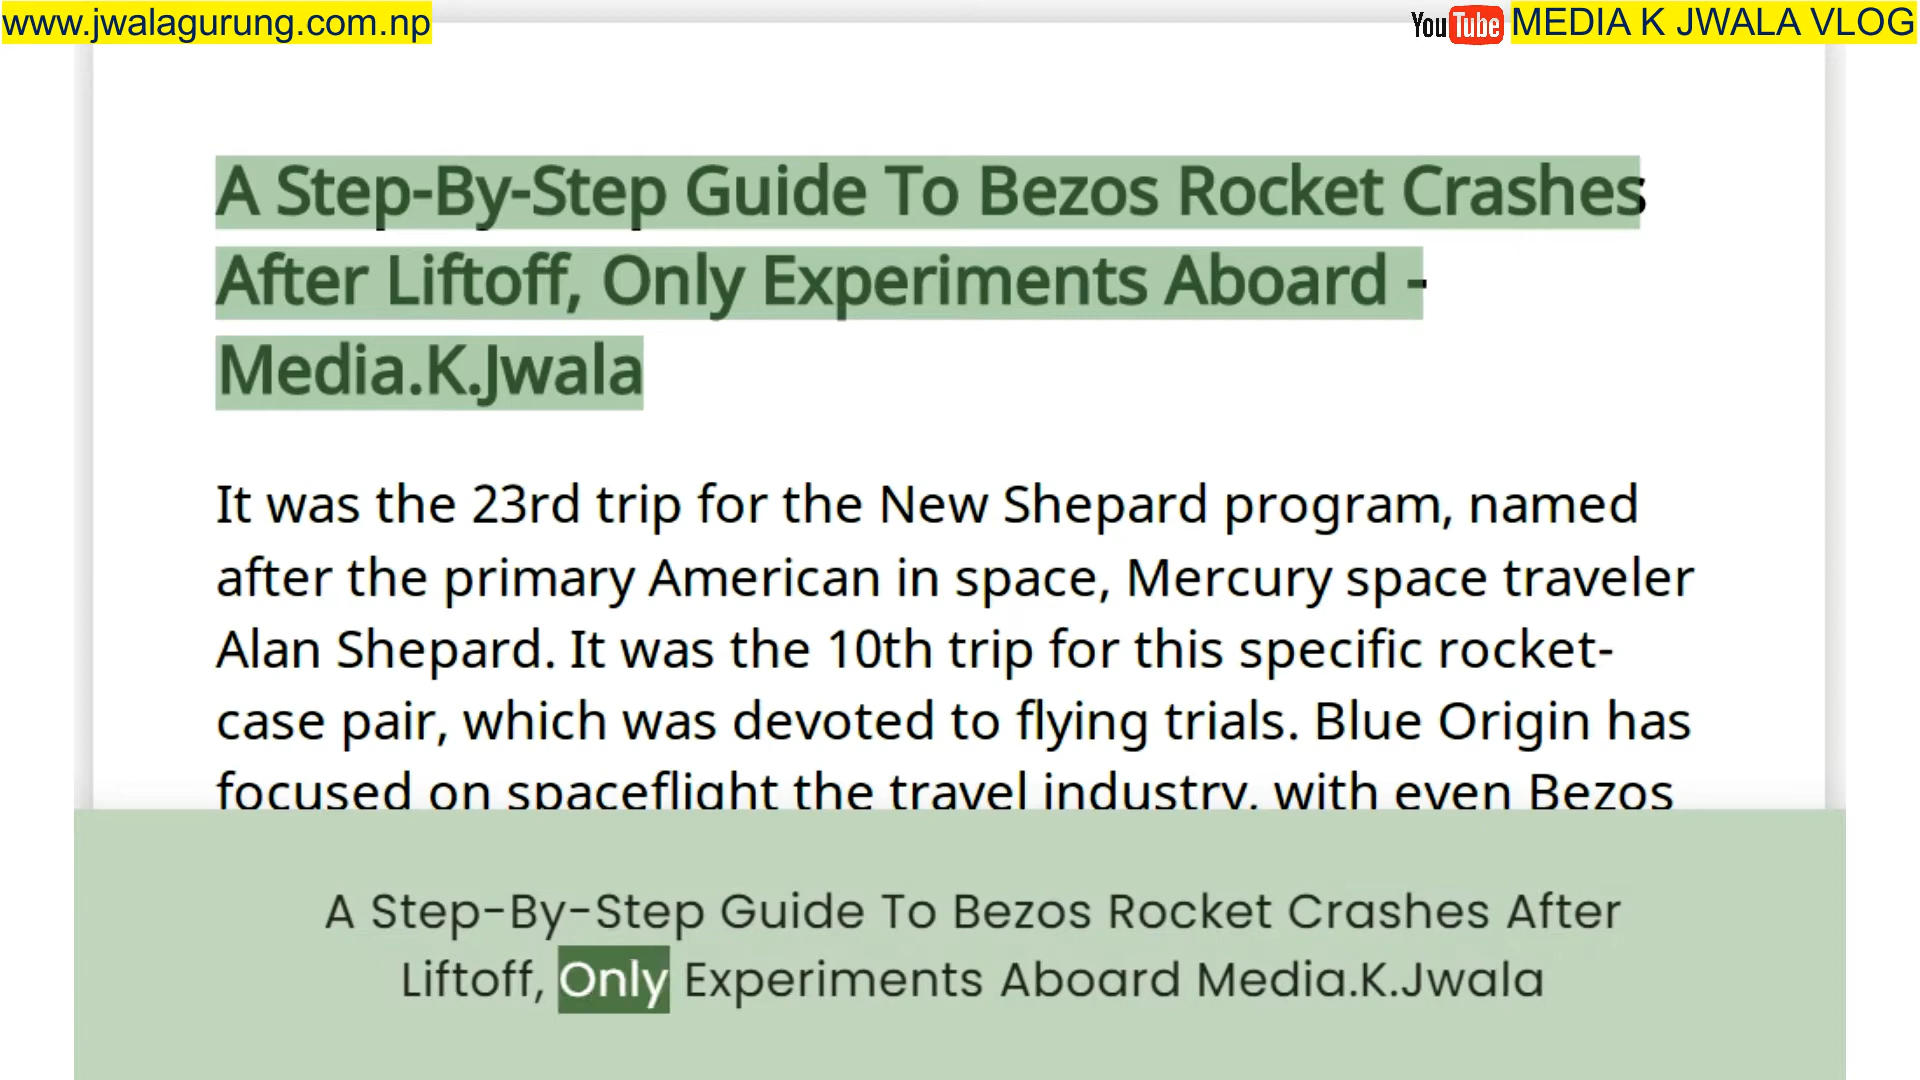 www.jwalagurung.com.np
YouTube MEDIA K JWALA VLOG
A Step-By-Step Guide To Bezos Rocket Crashes
After Liftoff, Only Experiments Aboard -
Media.K.Jwala
It was the 23rd trip for the New Shepard program, named
after the primary American in space, Mercury space traveler
Alan Shepard. It was the 10th trip for this specific rocket-
case pair, which was devoted to flying trials. Blue Origin has
focused on spaceflight the travel industry, with even Bezos
A Step-By-Step Guide To Bezos Rocket Crashes After
Liftoff, Only Experiments Aboard Media.K.Jwala